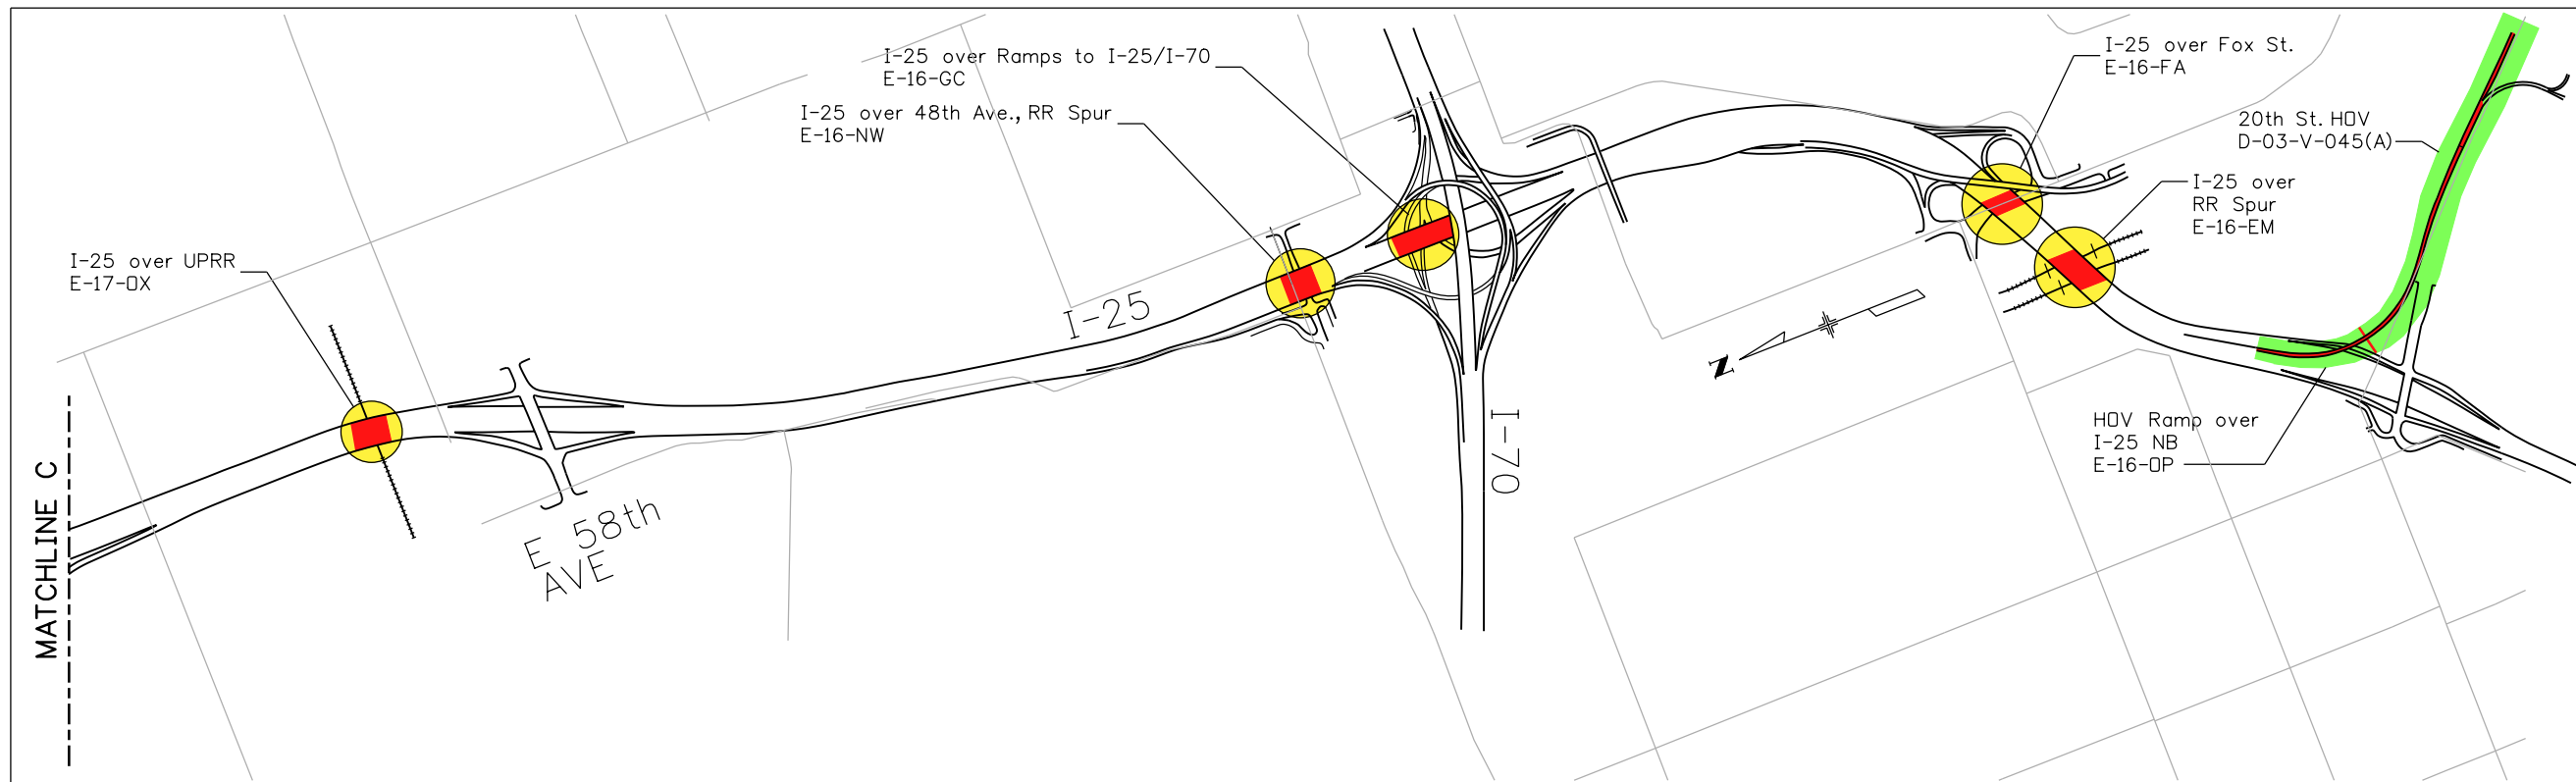 I-25 over Ramps to I-25/I-70
E-16-GC
I-25 over 48th Ave., RR Spur
E-16-NW
I-25 over Fox St.
E-16-FA
20th St. HOV
D-03-V-045(A)
I-25 over
RR Spur
E-16-EM
I-25 over UPRR
E-17-OX
I-25
N
I-70
HOV Ramp over
I-25 NB
E-16-OP
E 58th
AVE
MATCHLINE C